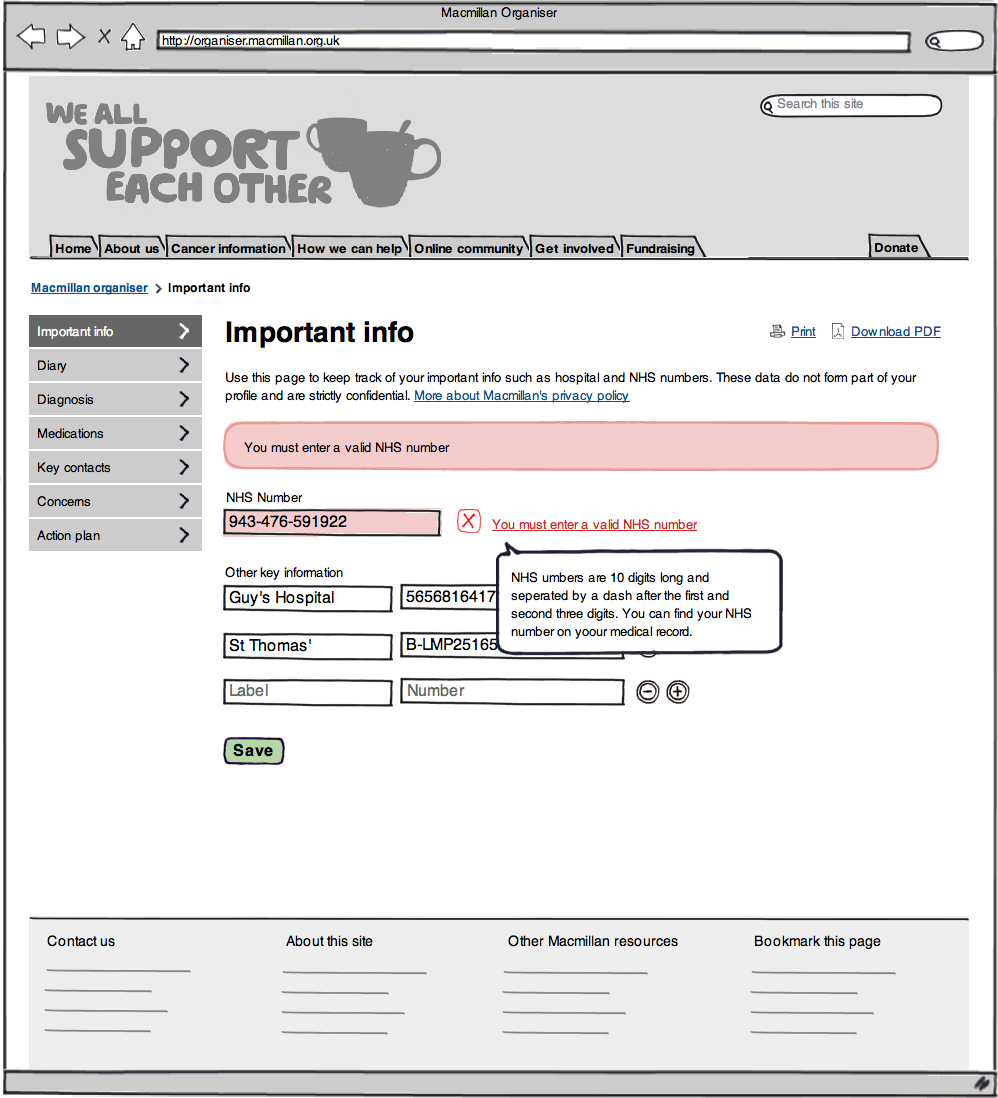 Macmillan Organiser
http://organiser.macmillan.org.uk
WE ALL
SUPPORT
EACH OTHER
Search this site
Home About us Cancer information How we can help Online community Get involved Fundraising Donate
Macmillan organiser > Important info
Important info
Diary
Diagnosis
Medications
Key contacts
Concerns
Action plan
Important info
Print Download PDF
Use this page to keep track of your important info such as hospital and NHS numbers. These data do not form part of your
profile and are strictly confidential. More about Macmillan's privacy policy
You must enter a valid NHS number
NHS Number
943-476-591922 X You must enter a valid NHS number
NHS umbers are 10 digits long and
seperated by a dash after the first and
second three digits. You can find your NHS
number on yoour medical record.
Other key information
Guy's Hospital 5656816417
St Thomas' B-LMP25165
Label Number
Save
Contact us About this site Other Macmillan resources Bookmark this page